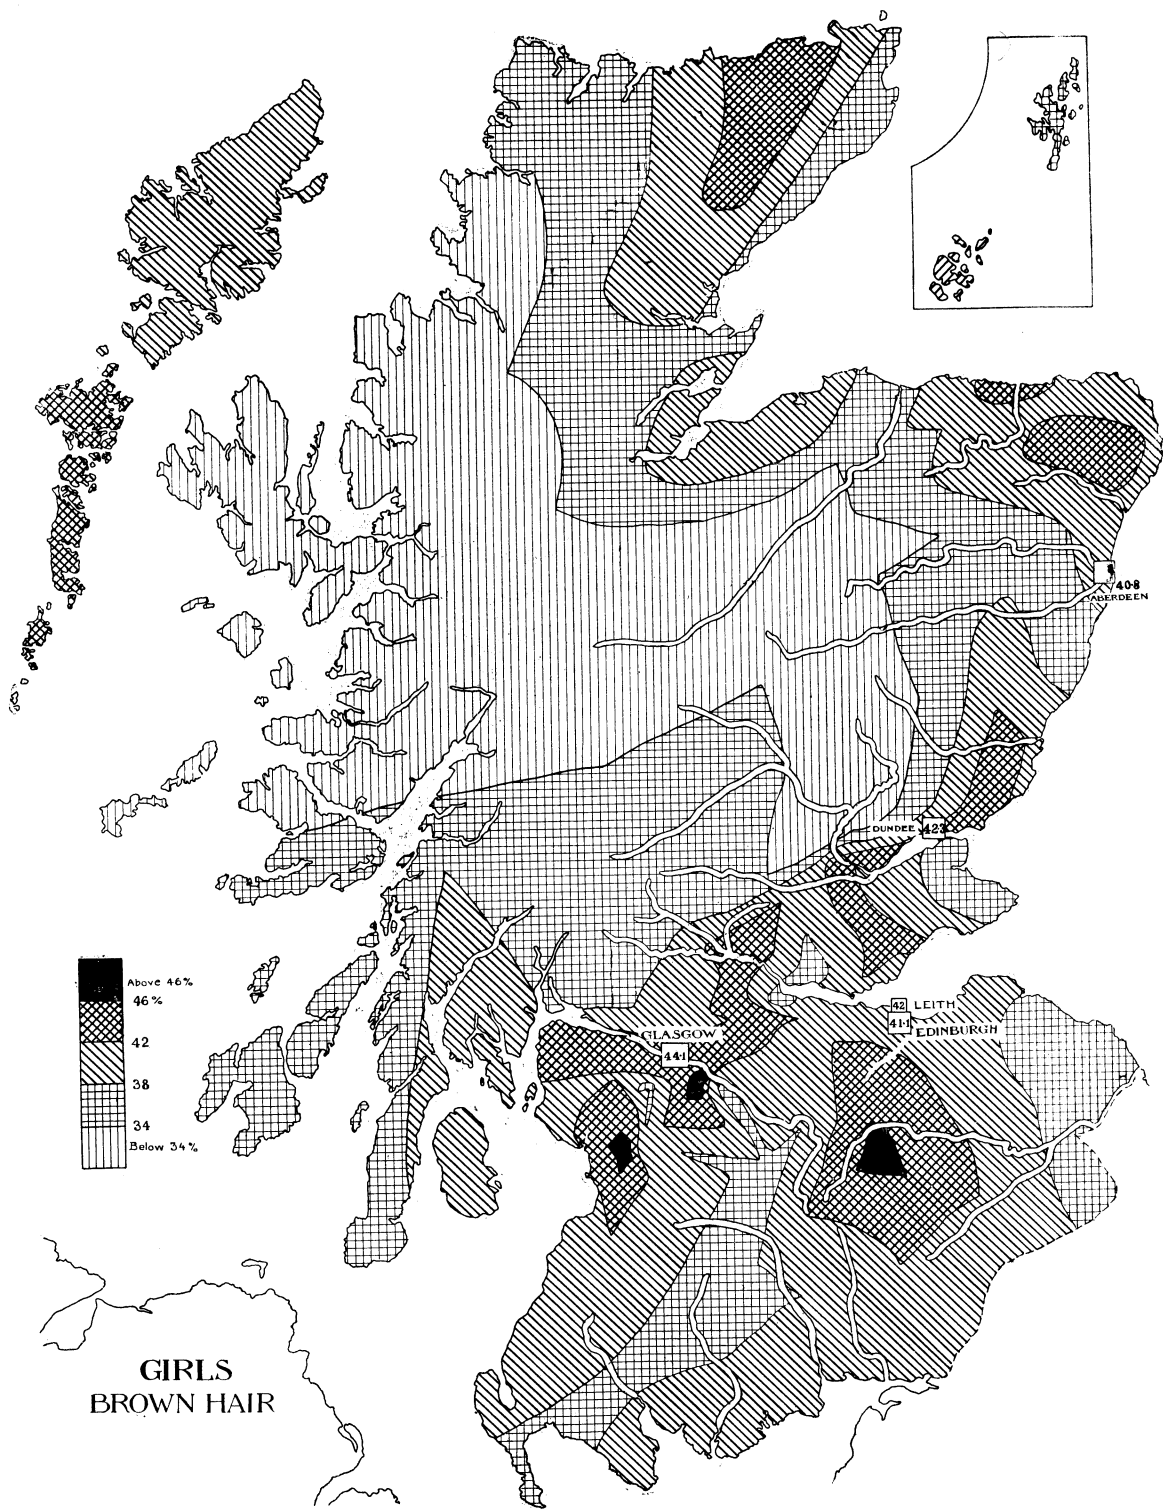 40·8
ABERDEEN
DUNDEE 423
Above 46%
46%
42
38
34
Below 34%
42 LEITH
41·1 EDINBURGH
GLASGOW
44·1
GIRLS
BROWN HAIR